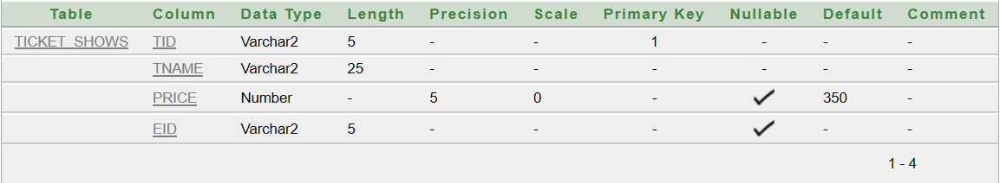 Table Column Data Type Length Precision Scale Primary Key Nullable Default Comment
TICKET_SHOWS TID Varchar2 5 - - 1 - - -
TNAME Varchar2 25 - - - - - -
PRICE Number - 5 0 - ✓ 350 -
EID Varchar2 5 - - - ✓ - -
1 - 4